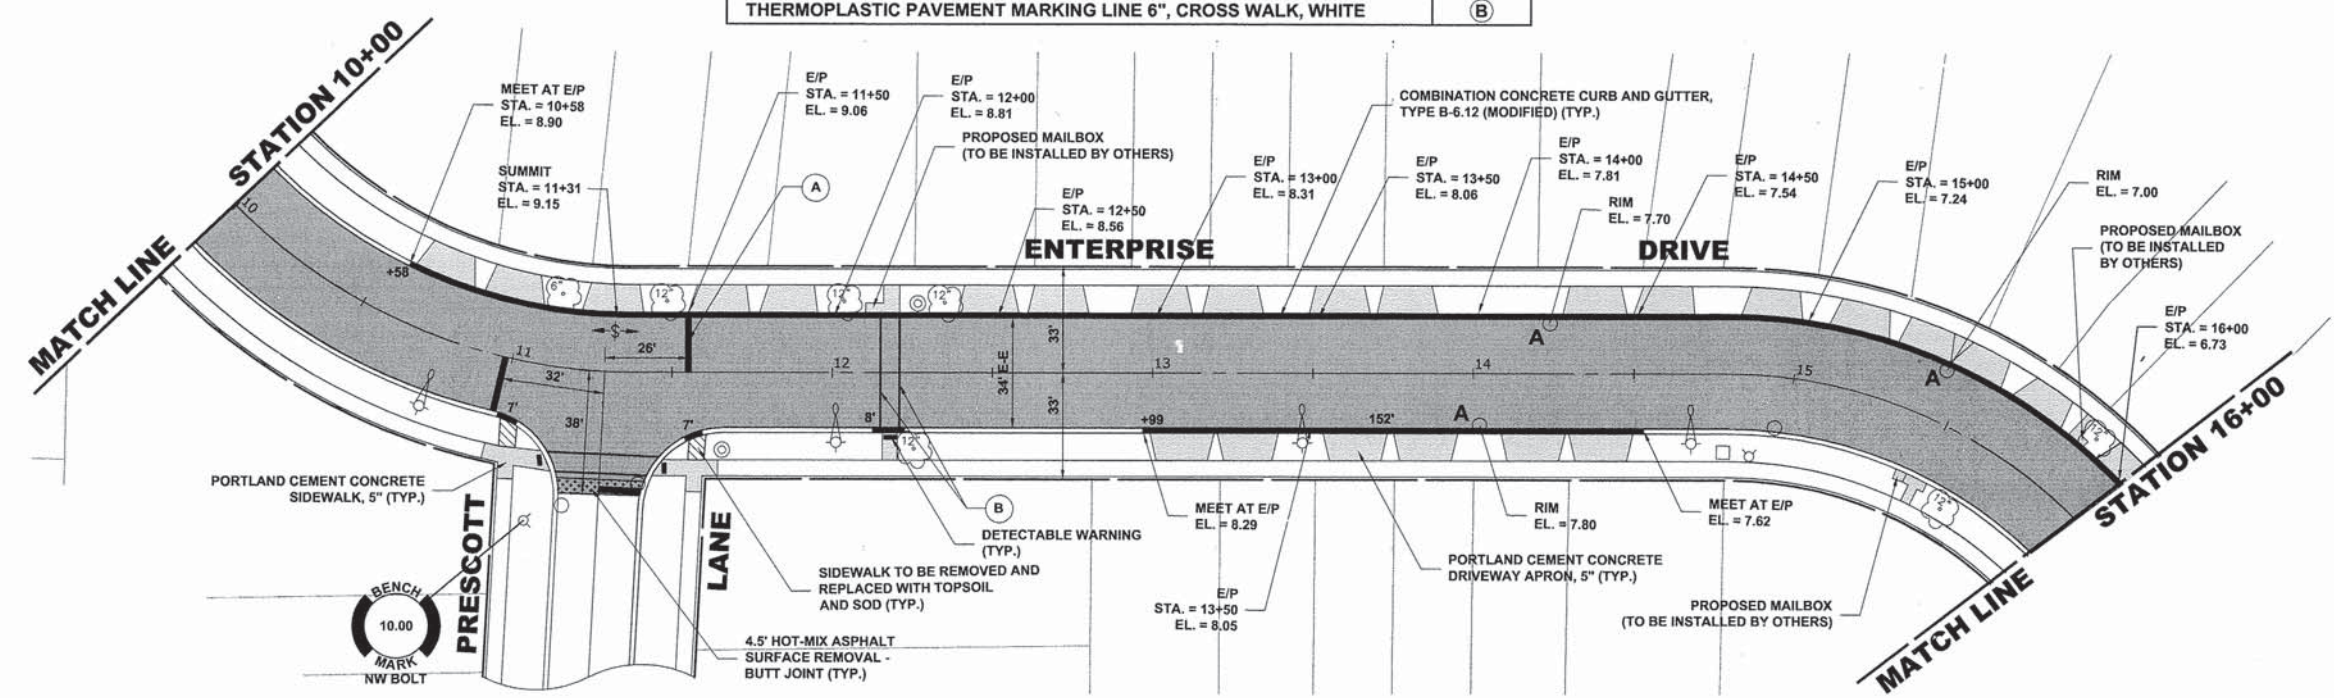 THERMOPLASTIC PAVEMENT MARKING LINE 6", CROSS WALK, WHITE
B
STATION 10+00
MATCH LINE
MEET AT E/P
STA. = 10+58
EL. = 8.90
SUMMIT
STA. = 11+31
EL. = 9.15
E/P
STA. = 11+50
EL. = 9.06
A
E/P
STA. = 12+00
EL. = 8.81
PROPOSED MAILBOX
(TO BE INSTALLED BY OTHERS)
E/P
STA. = 12+50
EL. = 8.56
E/P
STA. = 13+00
EL. = 8.31
COMBINATION CONCRETE CURB AND GUTTER,
TYPE B-6.12 (MODIFIED) (TYP.)
E/P
STA. = 13+50
EL. = 8.06
E/P
STA. = 14+00
EL. = 7.81
RIM
EL. = 7.70
E/P
STA. = 14+50
EL. = 7.54
E/P
STA. = 15+00
EL. = 7.24
RIM
EL. = 7.00
PROPOSED MAILBOX
(TO BE INSTALLED
BY OTHERS)
E/P
STA. = 16+00
EL. = 6.73
ENTERPRISE DRIVE
10
+58
6"
12"
12"
12"
$
26'
11
32'
12
13
14
15
33'
34' E-E
33'
A
A
A
12"
7'
38'
7'
8'
12"
+99
152'
12"
STATION 16+00
MATCH LINE
PORTLAND CEMENT CONCRETE
SIDEWALK, 5" (TYP.)
PRESCOTT
LANE
B
DETECTABLE WARNING
(TYP.)
SIDEWALK TO BE REMOVED AND
REPLACED WITH TOPSOIL
AND SOD (TYP.)
4.5' HOT-MIX ASPHALT
SURFACE REMOVAL -
BUTT JOINT (TYP.)
MEET AT E/P
EL. = 8.29
E/P
STA. = 13+50
EL. = 8.05
RIM
EL. = 7.80
MEET AT E/P
EL. = 7.62
PORTLAND CEMENT CONCRETE
DRIVEWAY APRON, 5" (TYP.)
PROPOSED MAILBOX
(TO BE INSTALLED BY OTHERS)
BENCH
10.00
MARK
NW BOLT